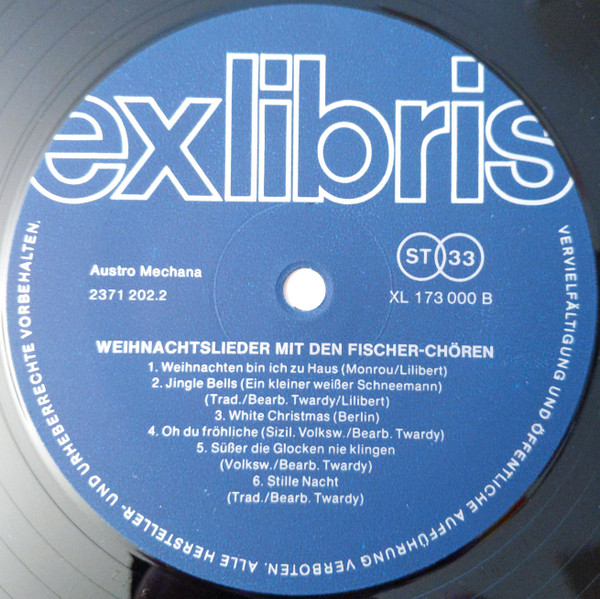 exlibris
Austro Mechana
2371 202.2
ST 33
XL 173 000 B
WEIHNACHTSLIEDER MIT DEN FISCHER-CHÖREN
1. Weihnachten bin ich zu Haus (Monrou/Lilibert)
2. Jingle Bells (Ein kleiner weißer Schneemann)
(Trad./Bearb. Twardy/Lilibert)
3. White Christmas (Berlin)
4. Oh du fröhliche (Sizil. Volksw./Bearb. Twardy)
5. Süßer die Glocken nie klingen
(Volksw./Bearb. Twardy)
6. Stille Nacht
(Trad./Bearb. Twardy)
ALLE HERSTELLER- UND URHEBERRECHTE VORBEHALTEN. VERVIELFÄLTIGUNG UND ÖFFENTLICHE AUFFÜHRUNG VERBOTEN.